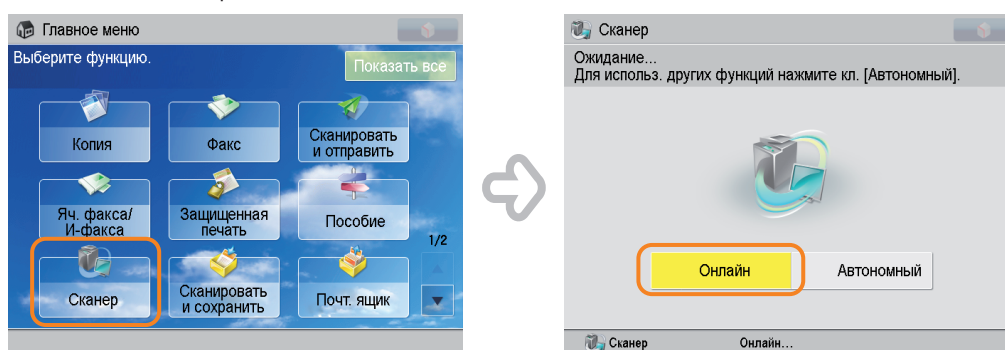 Главное меню
Выберите функцию.
Показать все
Копия
Факс
Сканировать
и отправить
Яч. факса/
И-факса
Защищенная
печать
Пособие
1/2
Сканер
Сканировать
и сохранить
Почт. ящик
Сканер
Ожидание...
Для использ. других функций нажмите кл. [Автономный].
Онлайн
Автономный
Сканер
Онлайн...